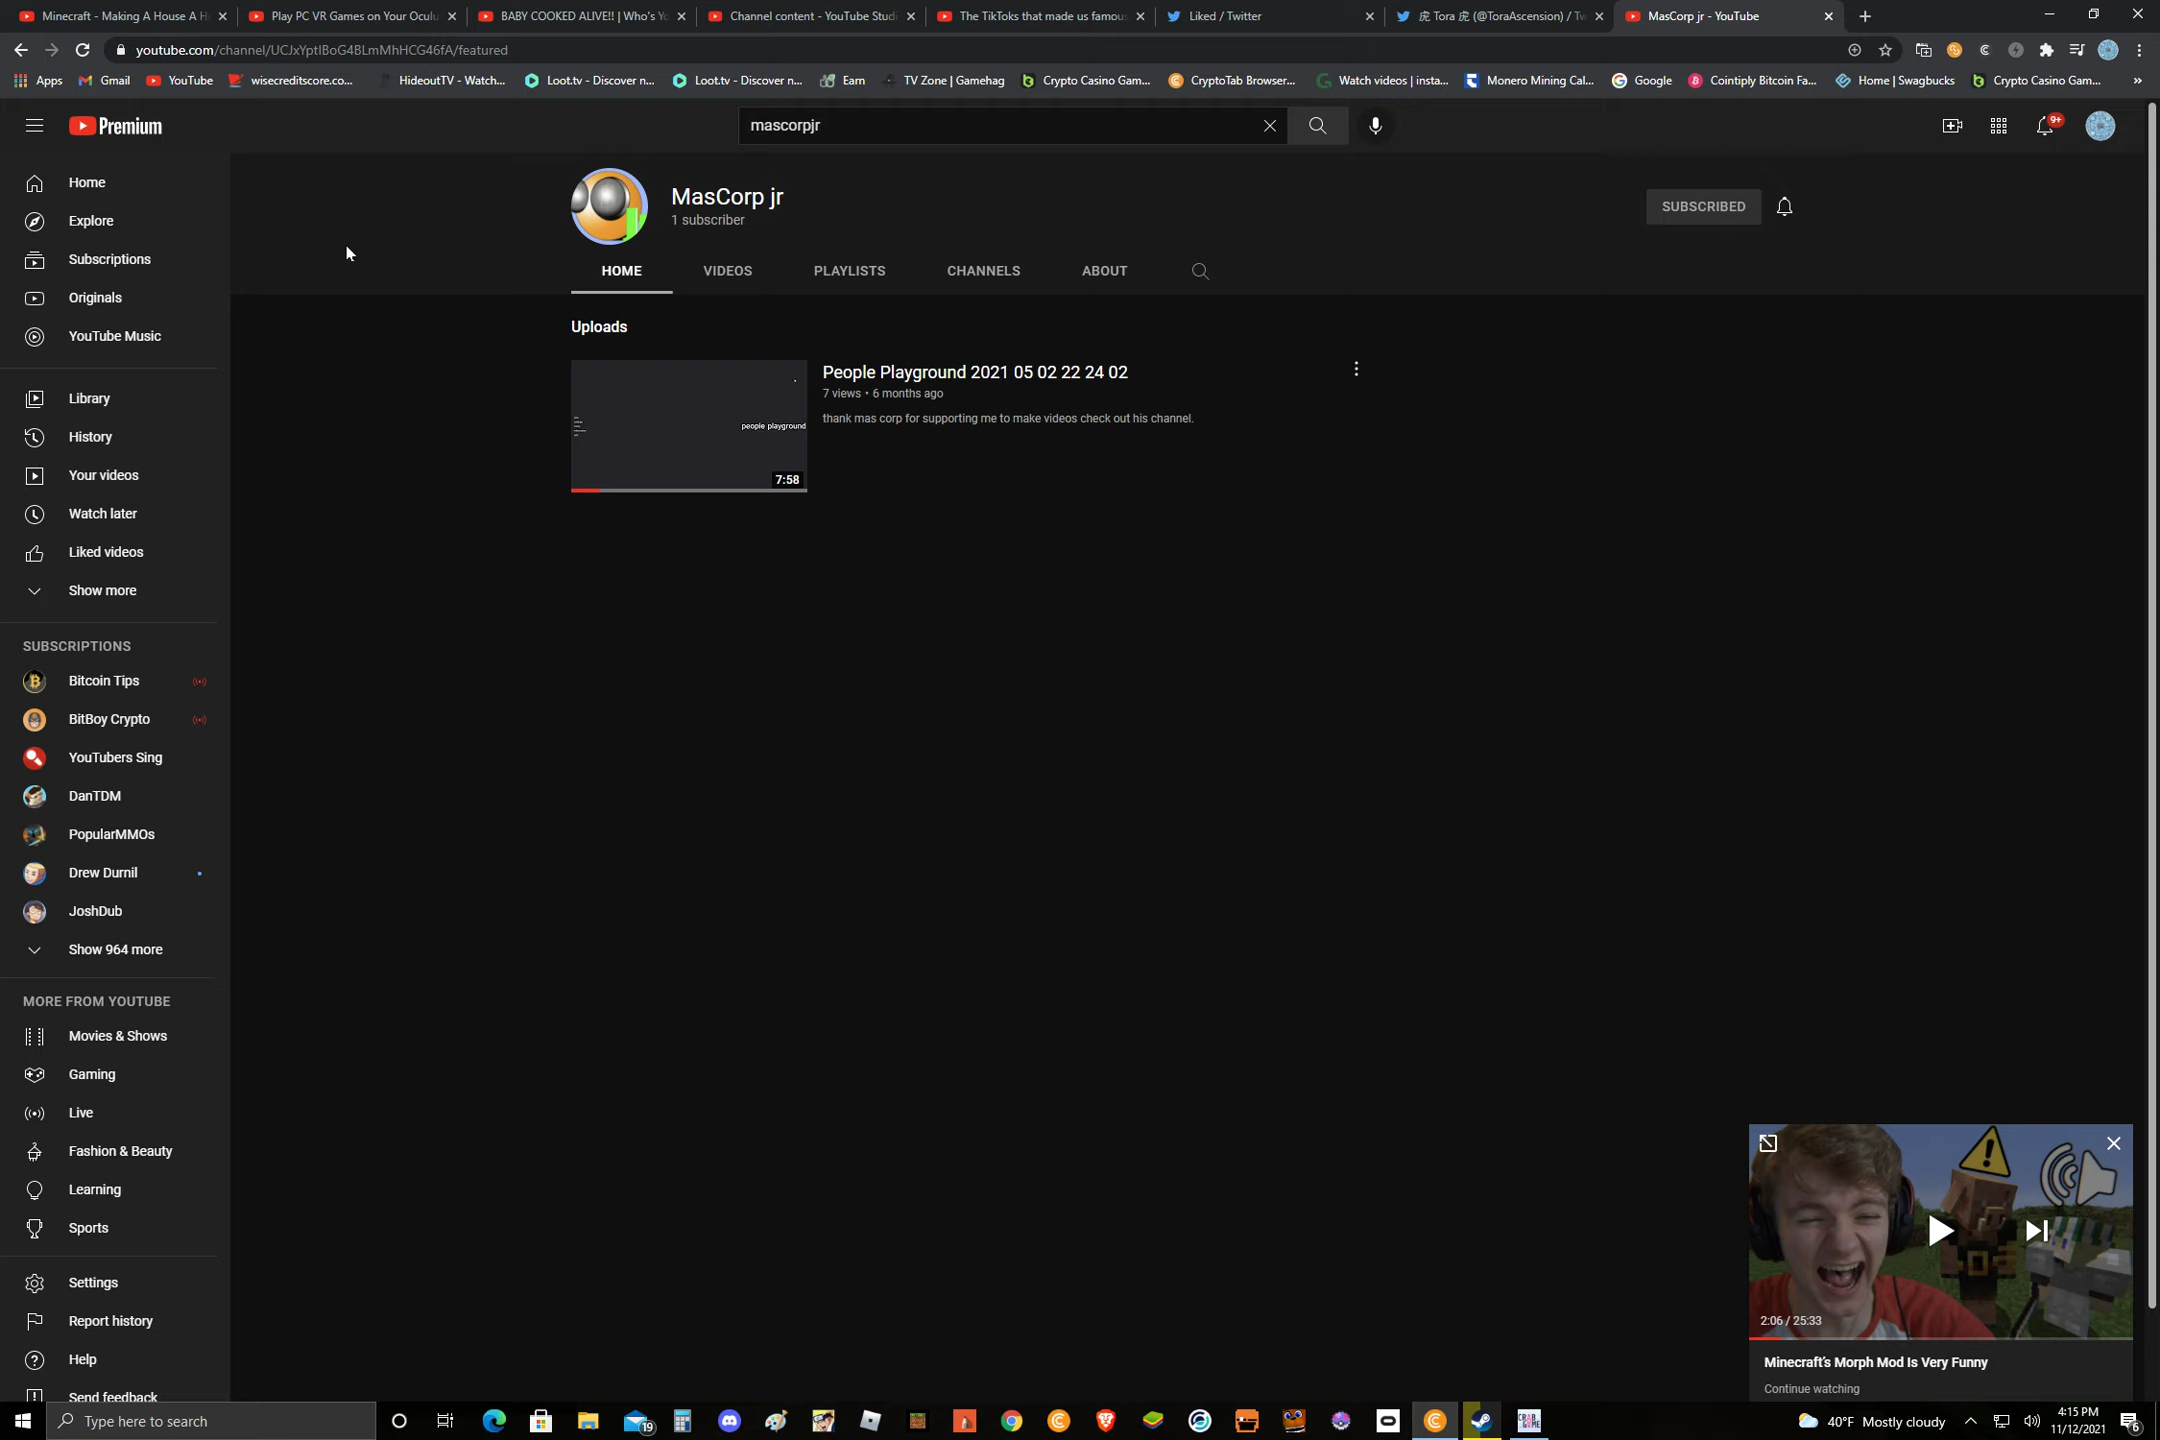 Minecraft - Making A House A H
Play PC VR Games on Your Ocul
BABY COOKED ALIVE!! | Who's Y
Channel content - YouTube Studi
The TikToks that made us famou
Liked / Twitter
虎 Tora 虎 (@ToraAscension) / Tw
MasCorp jr - YouTube
youtube.com/channel/UCJxYptIBoG4BLmMhHCG46fA/featured
Apps
Gmail
YouTube
wisecreditscore.co...
HideoutTV - Watch...
Loot.tv - Discover n...
Loot.tv - Discover n...
Earn
TV Zone | Gamehag
Crypto Casino Gam...
CryptoTab Browser...
Watch videos | insta...
Monero Mining Cal...
Google
Cointiply Bitcoin Fa...
Home | Swagbucks
Crypto Casino Gam...
»
Premium
mascorpjr
9+
Home
Explore
Subscriptions
Originals
YouTube Music
Library
History
Your videos
Watch later
Liked videos
Show more
SUBSCRIPTIONS
Bitcoin Tips
BitBoy Crypto
YouTubers Sing
DanTDM
PopularMMOs
Drew Durnil
JoshDub
Show 964 more
MORE FROM YOUTUBE
Movies & Shows
Gaming
Live
Fashion & Beauty
Learning
Sports
Settings
Report history
Help
Send feedback
MasCorp jr
1 subscriber
SUBSCRIBED
HOME
VIDEOS
PLAYLISTS
CHANNELS
ABOUT
Uploads
people playground
7:58
People Playground 2021 05 02 22 24 02
7 views • 6 months ago
thank mas corp for supporting me to make videos check out his channel.
2:06 / 25:33
Minecraft's Morph Mod Is Very Funny
Continue watching
Type here to search
19
CRAB GAME
40°F Mostly cloudy
4:15 PM
11/12/2021
6